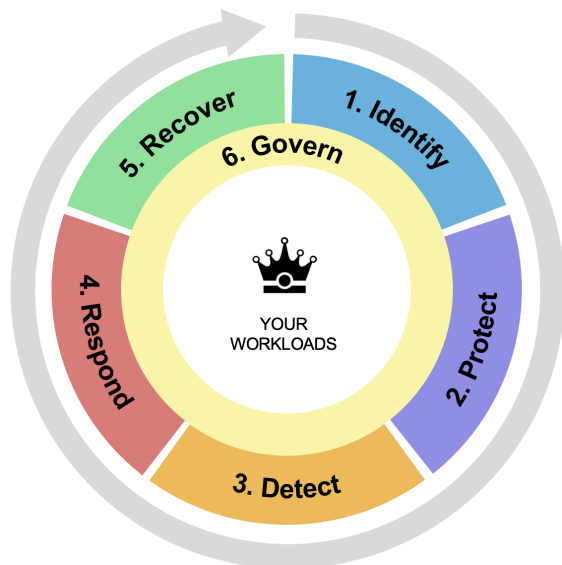 1. Identify
2. Protect
3. Detect
4. Respond
5. Recover
6. Govern
YOUR
WORKLOADS